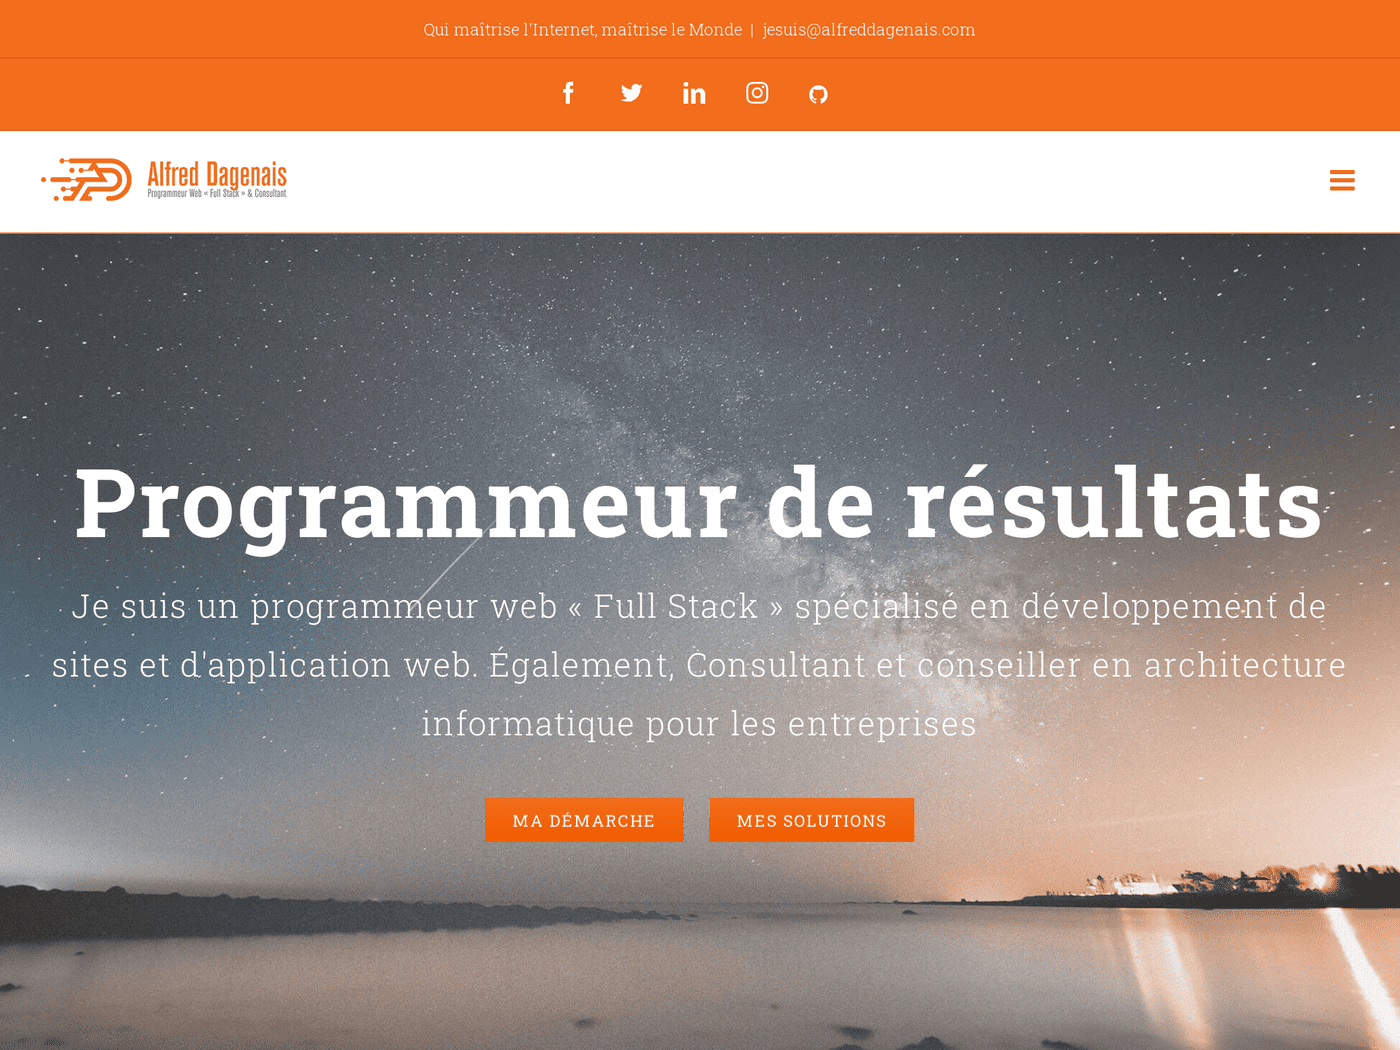 Qui maîtrise l'Internet, maîtrise le Monde | jesuis@alfreddagenais.com
Alfred Dagenais
Programmeur Web « Full Stack » & Consultant
Programmeur de résultats
Je suis un programmeur web « Full Stack » spécialisé en développement de
sites et d'application web. Également, Consultant et conseiller en architecture
informatique pour les entreprises
MA DÉMARCHE
MES SOLUTIONS